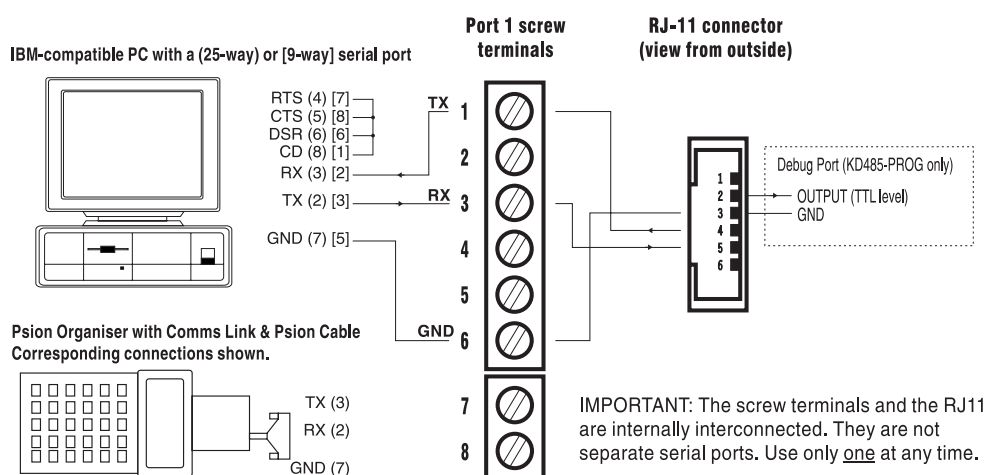 Port 1 screw
terminals
RJ-11 connector
(view from outside)
IBM-compatible PC with a (25-way) or [9-way] serial port
RTS (4) [7]
CTS (5) [8]
DSR (6) [6]
CD (8) [1]
RX (3) [2]
TX (2) [3]
GND (7) [5]
TX 1
2
RX 3
4
5
GND 6
7
8
1
2
3
4
5
6
Debug Port (KD485-PROG only)
OUTPUT (TTL level)
GND
Psion Organiser with Comms Link & Psion Cable
Corresponding connections shown.
TX (3)
RX (2)
GND (7)
IMPORTANT: The screw terminals and the RJ11
are internally interconnected. They are not
separate serial ports. Use only one at any time.